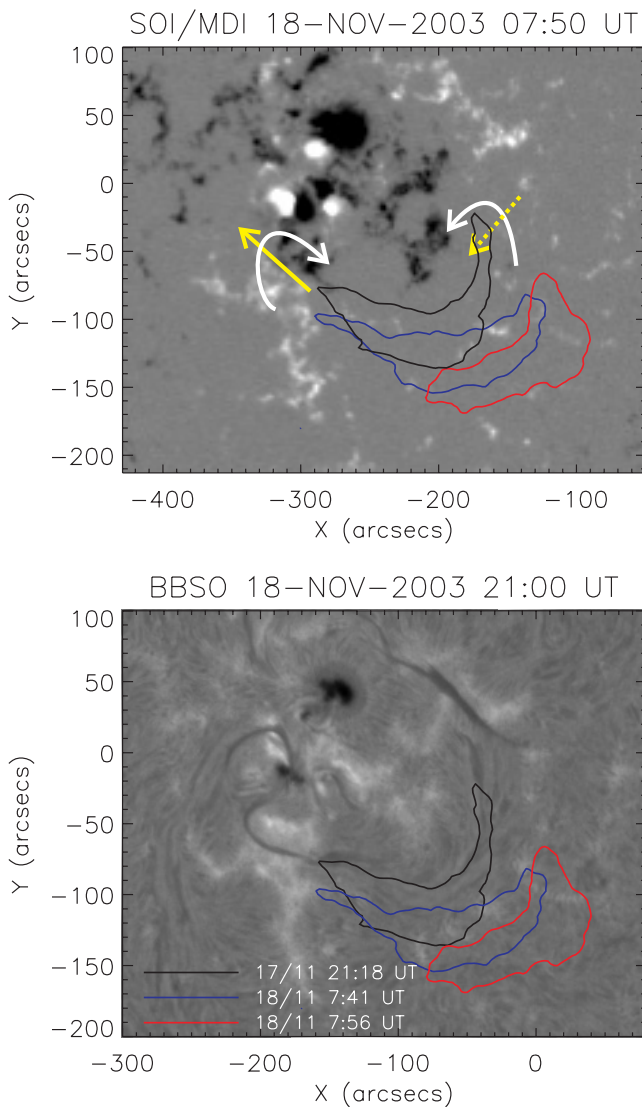 SOI/MDI 18-NOV-2003 07:50 UT
100
50
0
-50
-100
-150
-200
Y (arcsecs)
-400 -300 -200 -100
X (arcsecs)
BBSO 18-NOV-2003 21:00 UT
100
50
0
-50
-100
-150
-200
Y (arcsecs)
17/11 21:18 UT
18/11 7:41 UT
18/11 7:56 UT
-300 -200 -100 0
X (arcsecs)